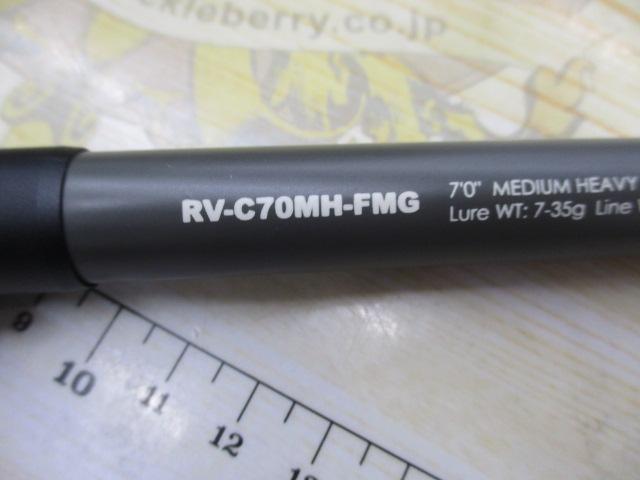 ckleberry.co.jp
RV-C70MH-FMG
7'0" MEDIUM HEAVY
Lure WT: 7-35g Line
9 10 11 12 13